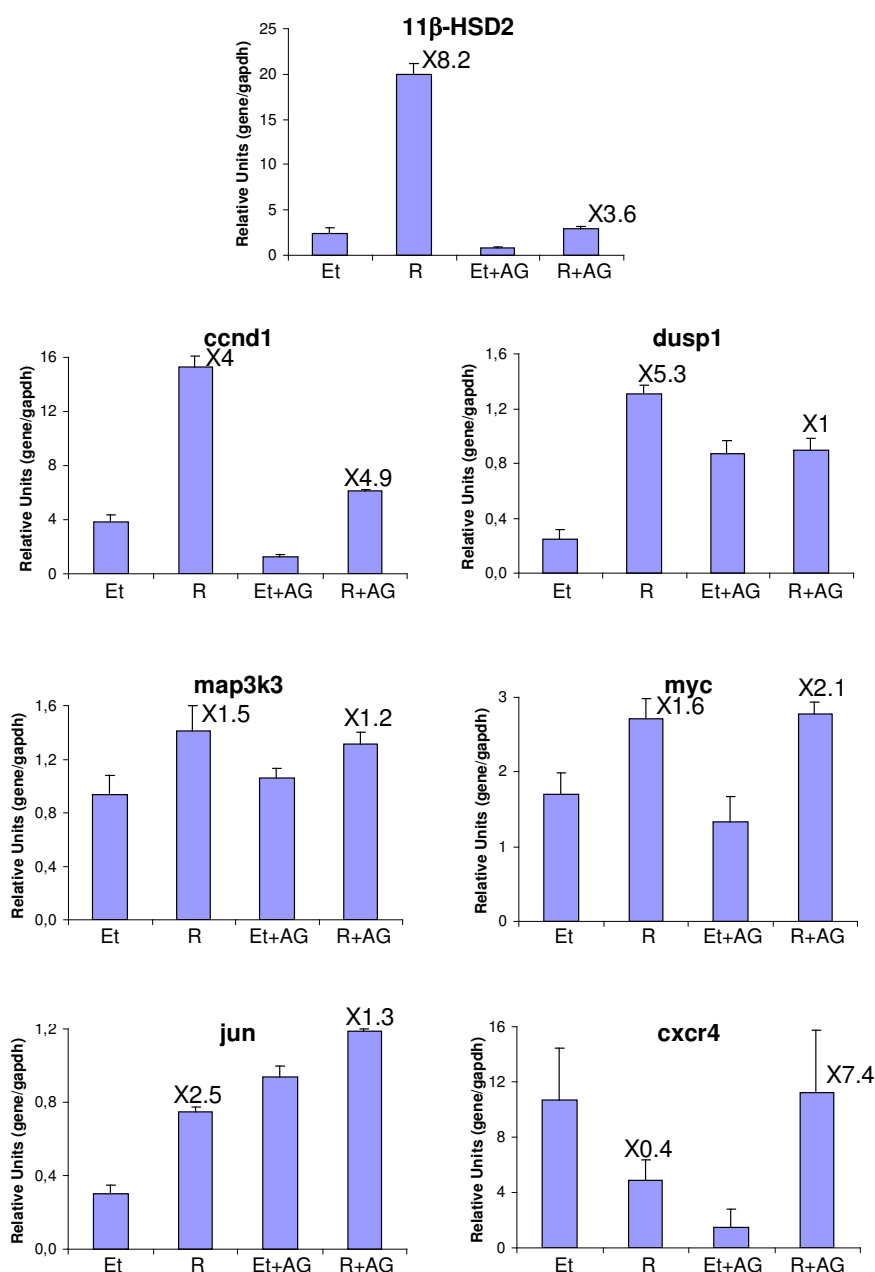 11β-HSD2
Relative Units (gene/gapdh)
25
20
15
10
5
0
X8.2
X3.6
Et R Et+AG R+AG
ccnd1
Relative Units (gene/gapdh)
16
12
8
4
0
X4
X4.9
Et R Et+AG R+AG
dusp1
Relative Units (gene/gapdh)
1,6
1,2
0,8
0,4
0,0
X5.3
X1
Et R Et+AG R+AG
map3k3
Relative Units (gene/gapdh)
1,6
1,2
0,8
0,4
0,0
X1.5
X1.2
Et R Et+AG R+AG
myc
Relative Units (gene/gapdh)
3
2
1
0
X1.6
X2.1
Et R Et+AG R+AG
jun
Relative Units (gene/gapdh)
1,2
0,8
0,4
0,0
X2.5
X1.3
Et R Et+AG R+AG
cxcr4
Relative Units (gene/gapdh)
16
12
8
4
0
X0.4
X7.4
Et R Et+AG R+AG